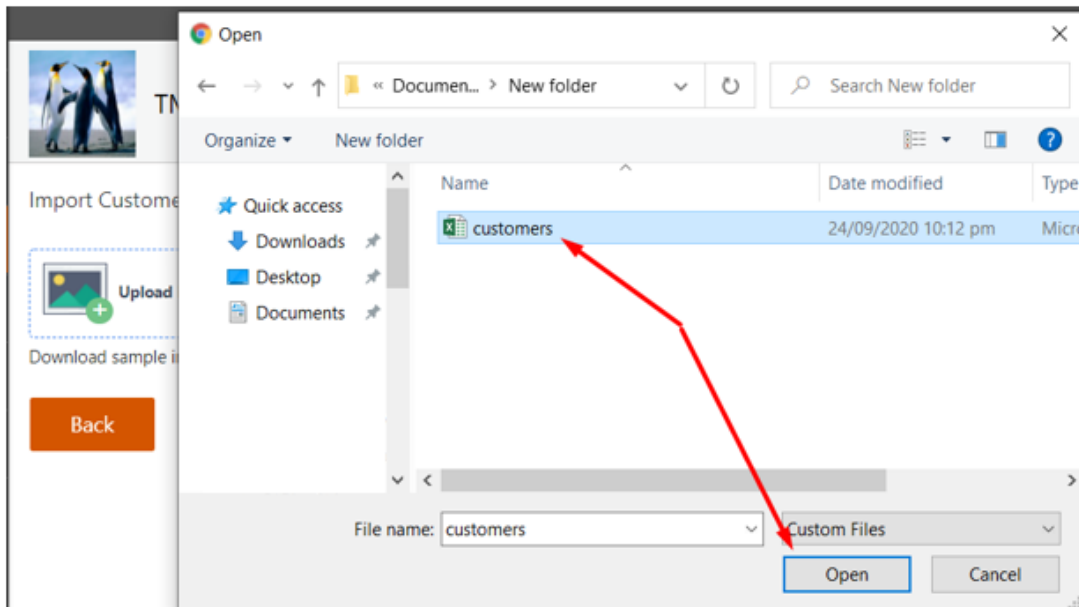 Open
TM
« Documen... > New folder
Search New folder
Organize
New folder
Import Custome
Name
Date modified
Type
Quick access
Downloads
Desktop
Documents
customers
24/09/2020 10:12 pm
Micr
Upload
Download sample i
Back
File name: customers
Custom Files
Open
Cancel